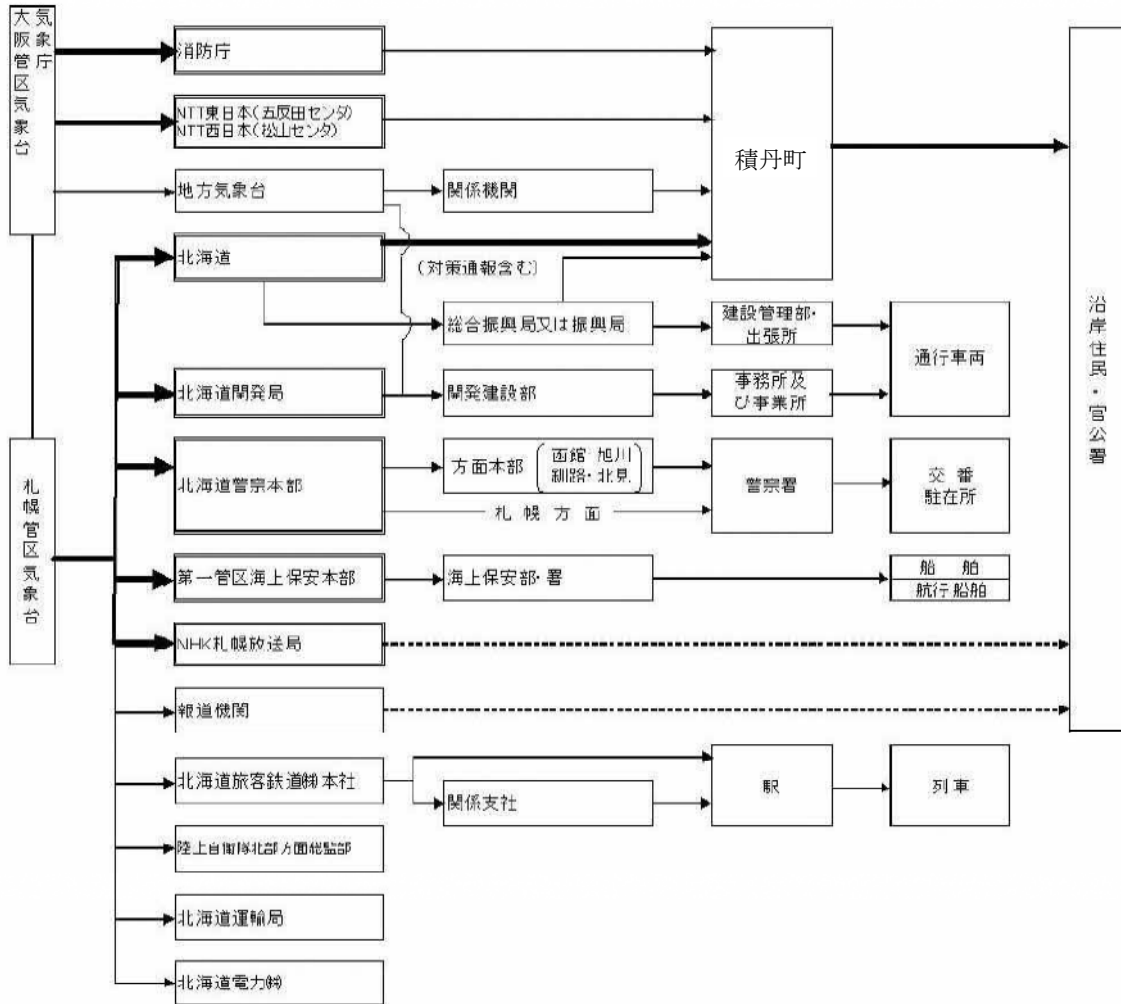 気象庁
大阪管区気象台
消防庁
NTT東日本(五反田センタ)
NTT西日本(松山センタ)
積丹町
地方気象台
関係機関
北海道
(対策通報含む)
総合振興局又は振興局
建設管理部・
出張所
通行車両
沿岸住民・官公署
北海道開発局
開発建設部
事務所及
び事業所
札幌管区気象台
北海道警察本部
方面本部
函館・旭川
釧路・北見
札幌方面
警察署
交番
駐在所
第一管区海上保安本部
海上保安部・署
船舶
航行船舶
NHK札幌放送局
報道機関
北海道旅客鉄道㈱本社
関係支社
駅
列車
陸上自衛隊北部方面総監部
北海道運輸局
北海道電力㈱